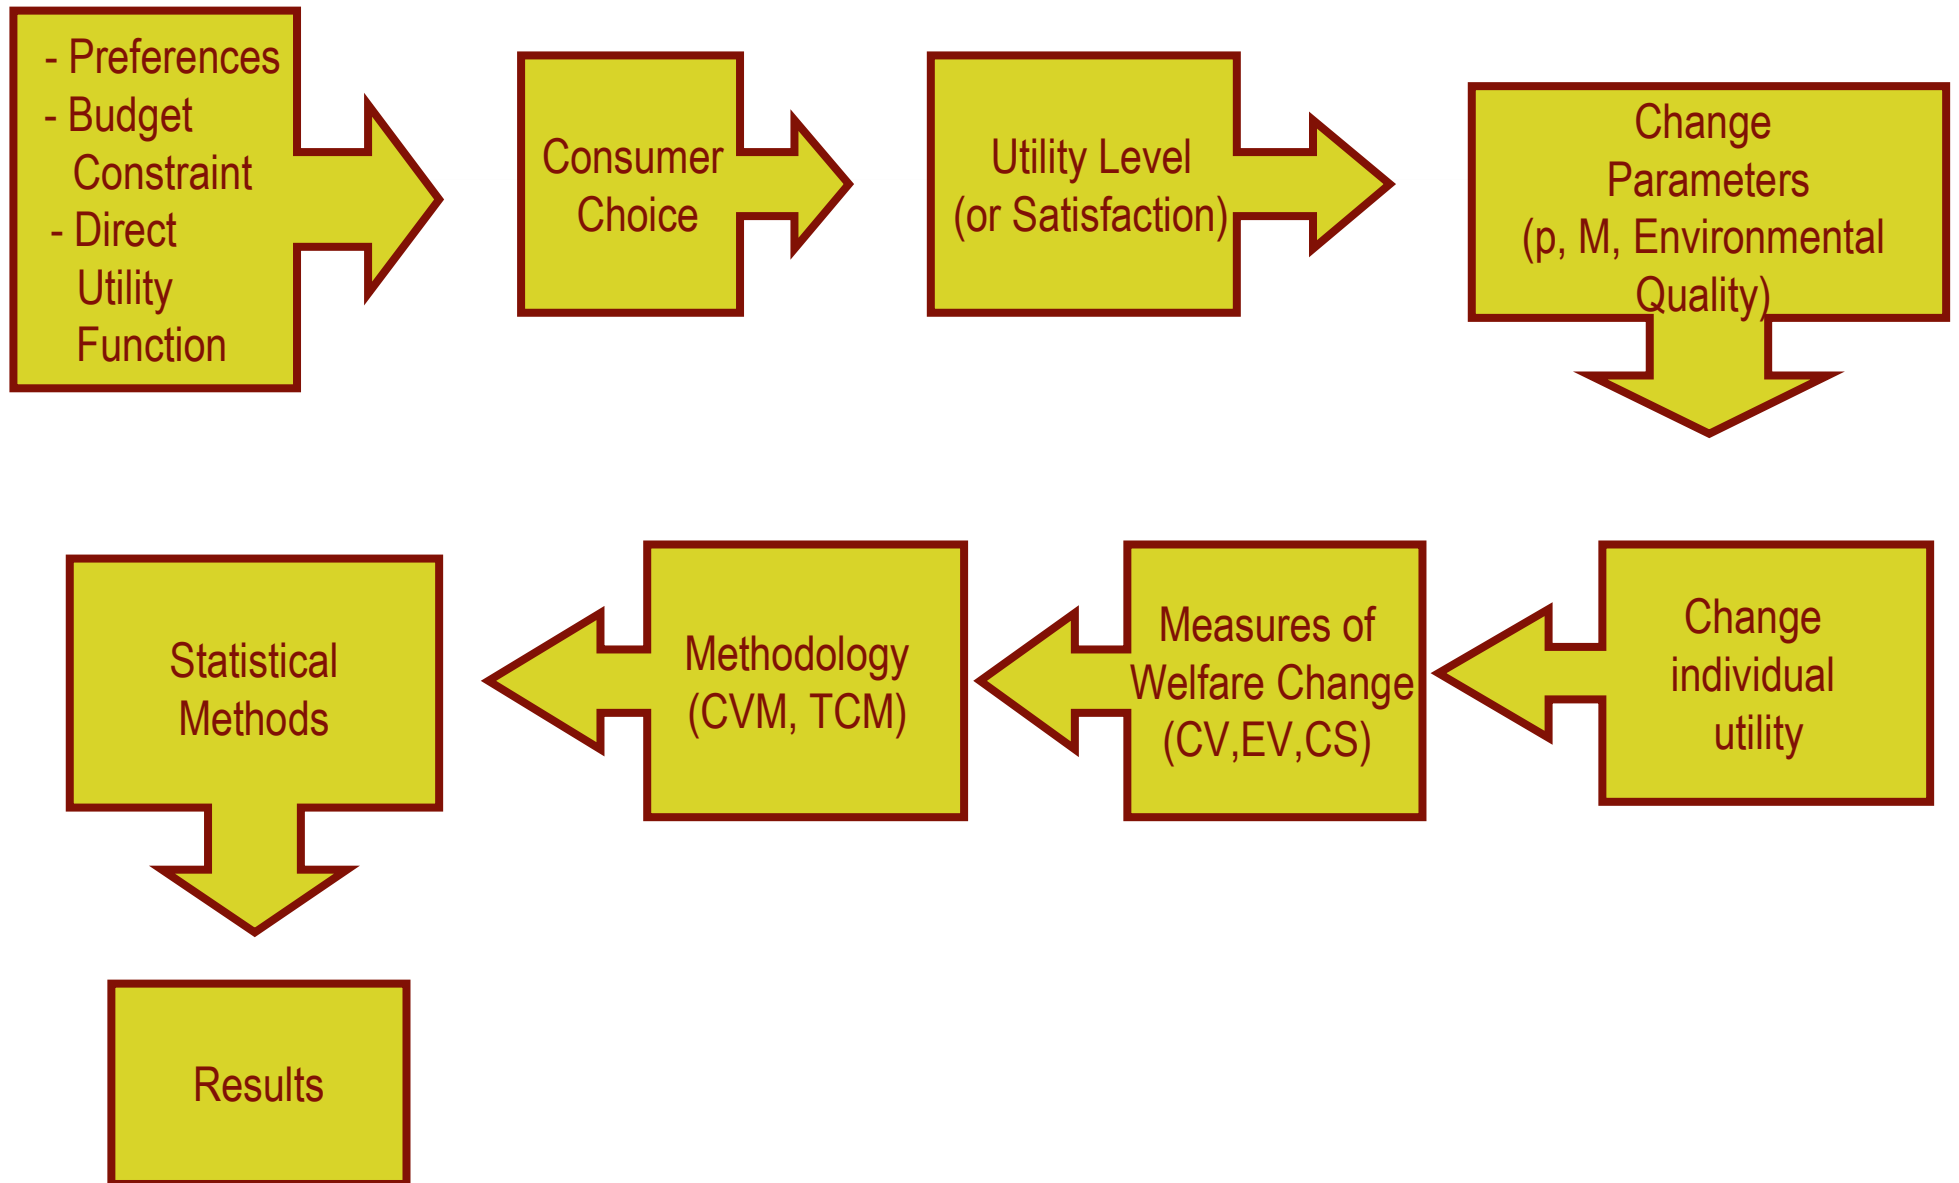 - Preferences
- Budget
Constraint
- Direct
Utility
Function
Consumer
Choice
Utility Level
(or Satisfaction)
Change
Parameters
(p, M, Environmental
Quality)
Change
individual
utility
Measures of
Welfare Change
(CV,EV,CS)
Methodology
(CVM, TCM)
Statistical
Methods
Results